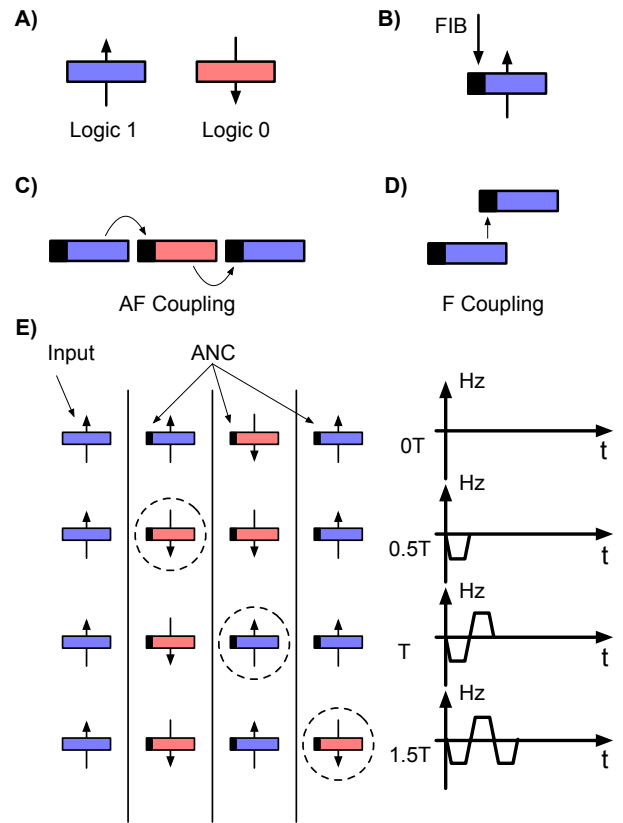 A)
B)
FIB
Logic 1
Logic 0
C)
D)
AF Coupling
F Coupling
E)
Input
ANC
Hz
0T
t
Hz
0.5T
t
Hz
T
t
Hz
1.5T
t